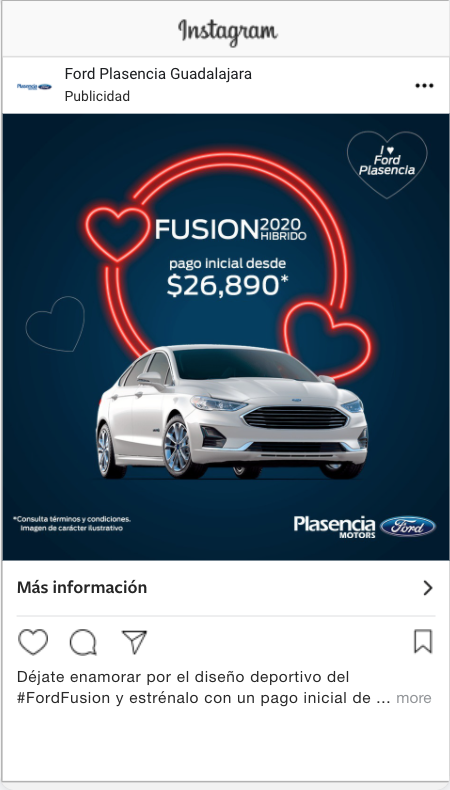 Instagram
Ford Plasencia Guadalajara
Publicidad
Plasencia Ford
I ♥
Ford
Plasencia
FUSION 2020
HIBRIDO
pago inicial desde
$26,890*
*Consulta términos y condiciones.
Imagen de carácter ilustrativo
Plasencia
MOTORS
Ford
Más información
Déjate enamorar por el diseño deportivo del
#FordFusion y estrénalo con un pago inicial de ... more